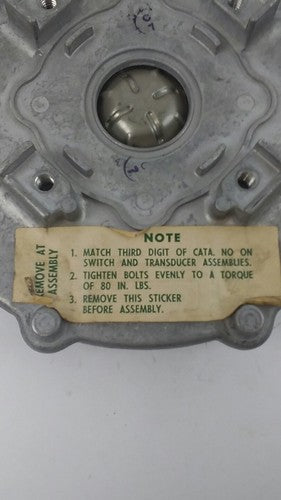 REMOVE AT
ASSEMBLY
NOTE
1. MATCH THIRD DIGIT OF CATA. NO ON
SWITCH AND TRANSDUCER ASSEMBLIES.
2. TIGHTEN BOLTS EVENLY TO A TORQUE
OF 80 IN. LBS.
3. REMOVE THIS STICKER
BEFORE ASSEMBLY.